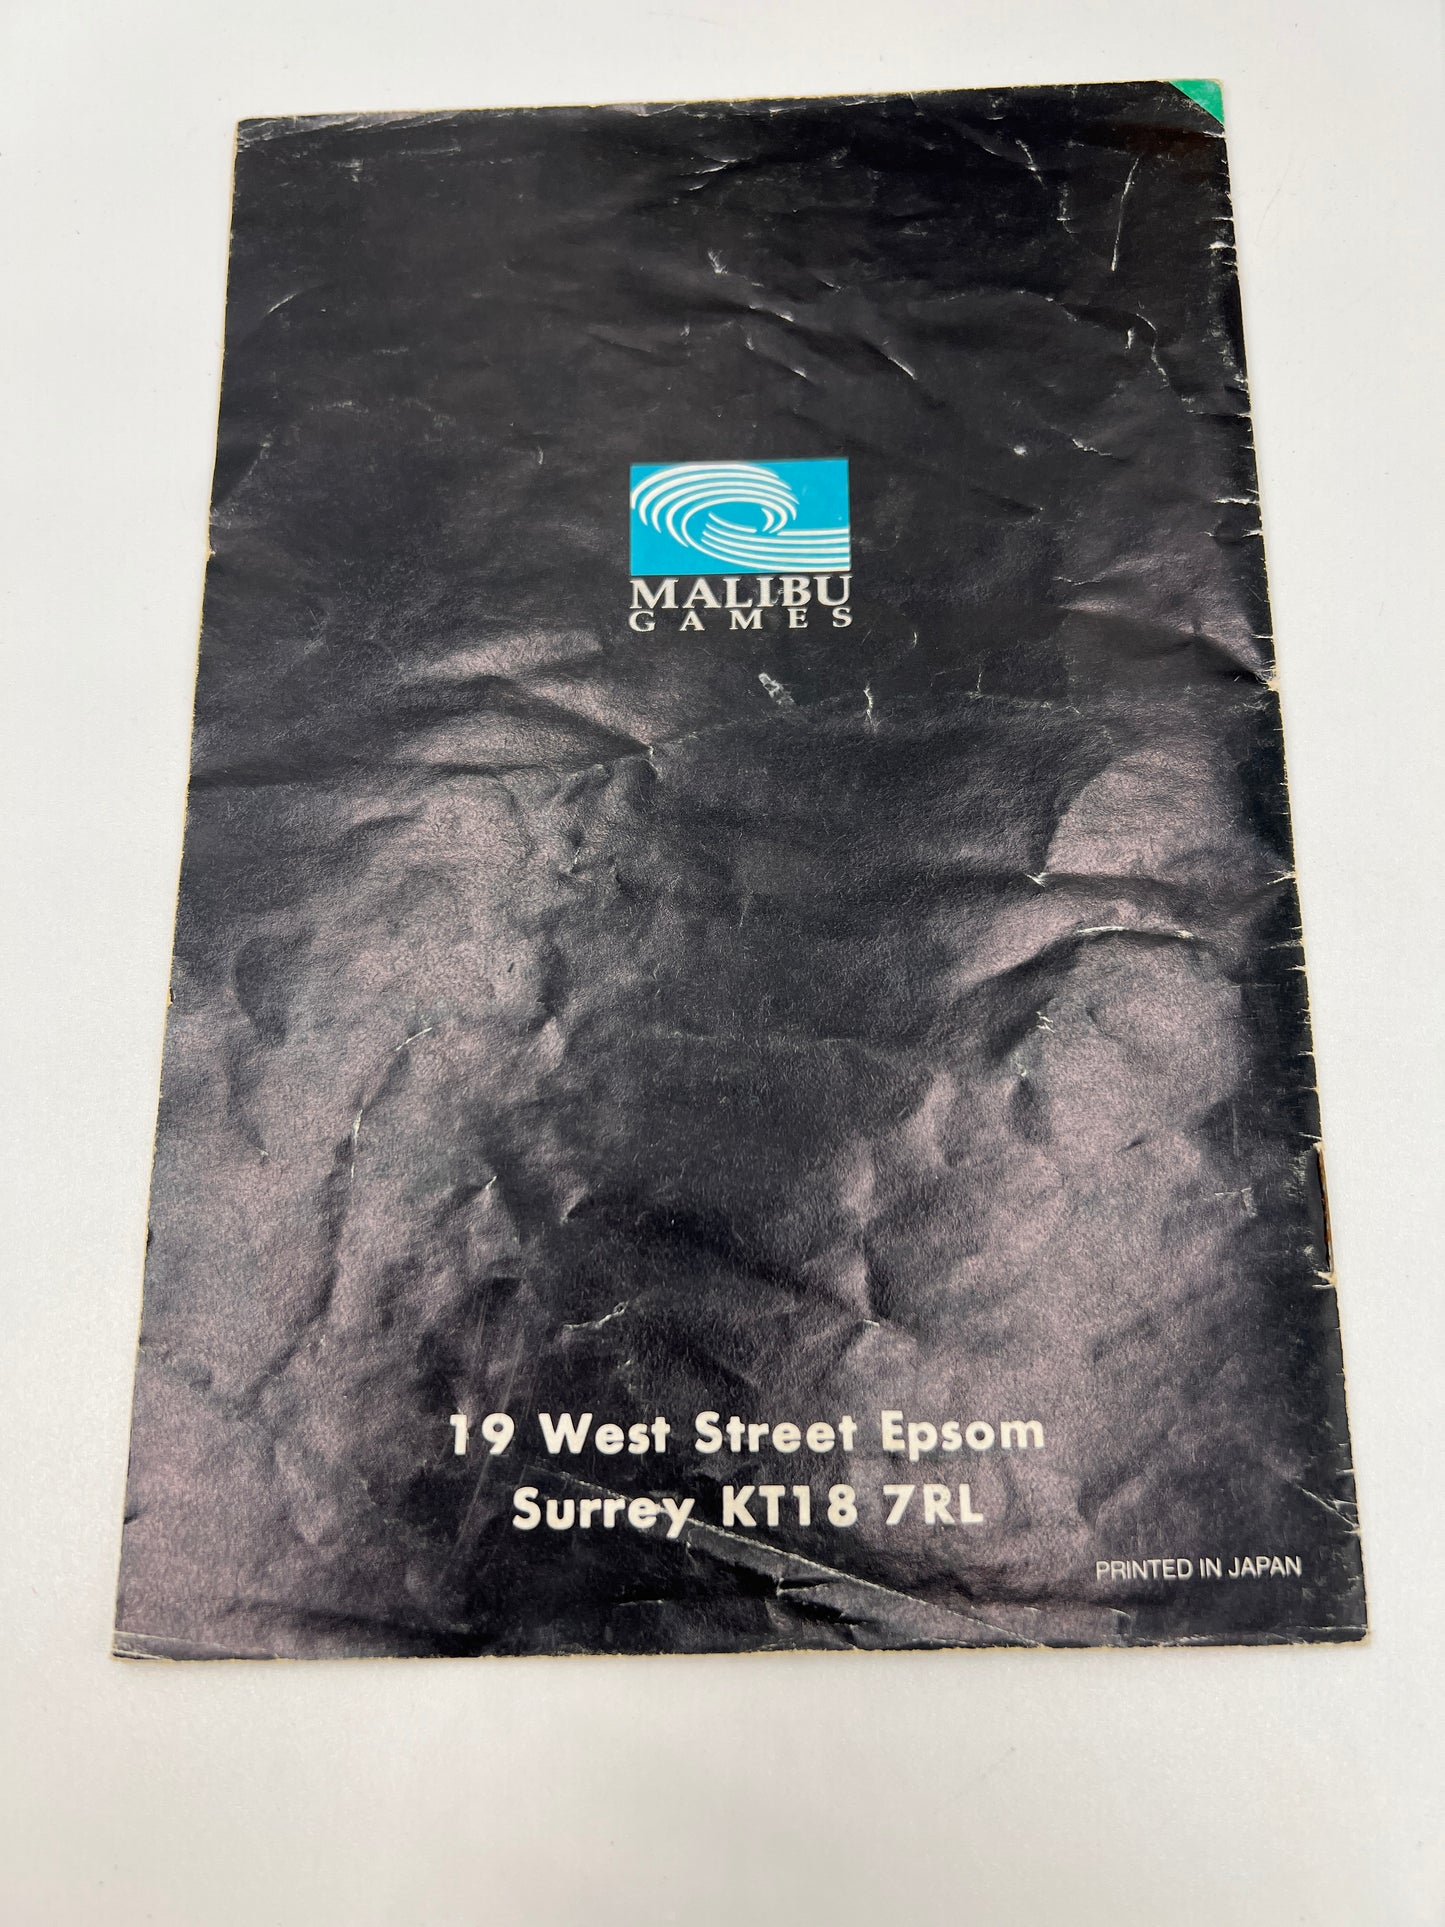 MALIBU
GAMES
19 West Street Epsom
Surrey KT18 7RL
PRINTED IN JAPAN